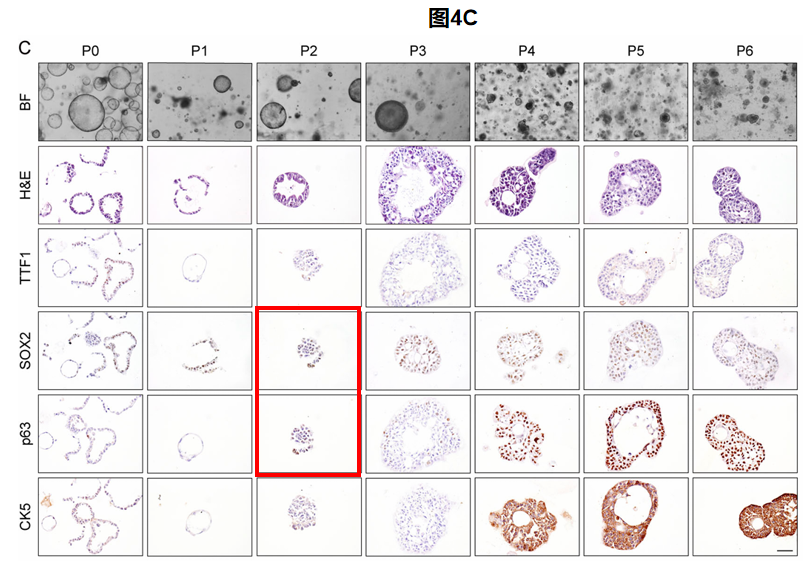 图4C
C
P0 P1 P2 P3 P4 P5 P6
BF
H&E
TTF1
SOX2
p63
CK5